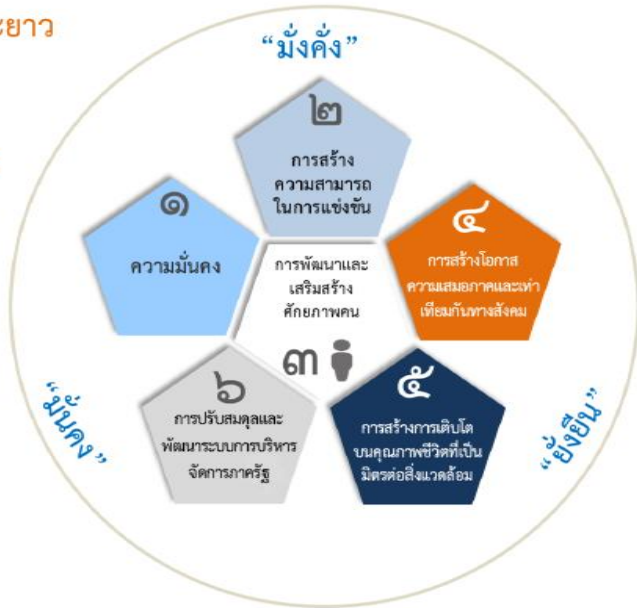 ะยาว
“มั่งคั่ง”
๒
การสร้าง
ความสามารถ
ในการแข่งขัน
๑
ความมั่นคง
๔
การสร้างโอกาส
ความเสมอภาคและเท่า
เทียมกันทางสังคม
การพัฒนาและ
เสริมสร้าง
ศักยภาพคน
๓
๖
การปรับสมดุลและ
พัฒนาระบบการบริหาร
จัดการภาครัฐ
๕
การสร้างการเติบโต
บนคุณภาพชีวิตที่เป็น
มิตรต่อสิ่งแวดล้อม
“มั่นคง”
“ยั่งยืน”